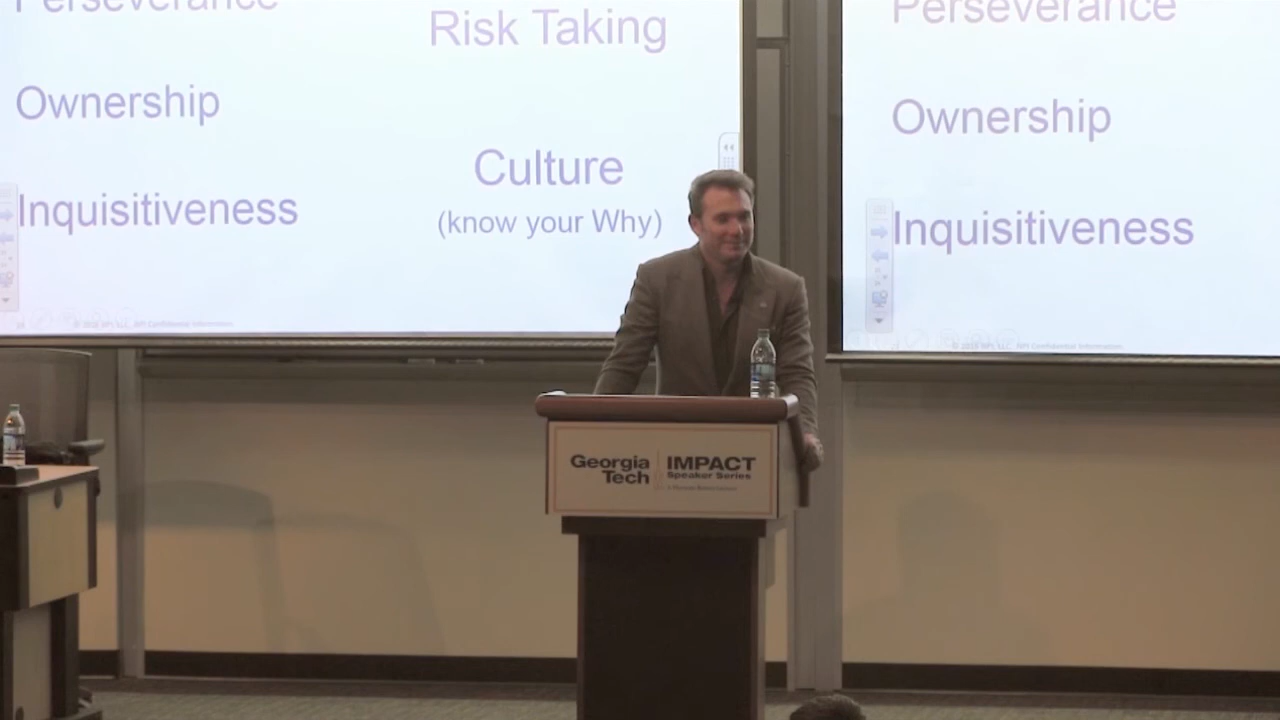 Perseverance
Risk Taking
Ownership
Culture
Inquisitiveness
(know your Why)
Perseverance
Ownership
Inquisitiveness
Georgia Tech
IMPACT
Speaker Series